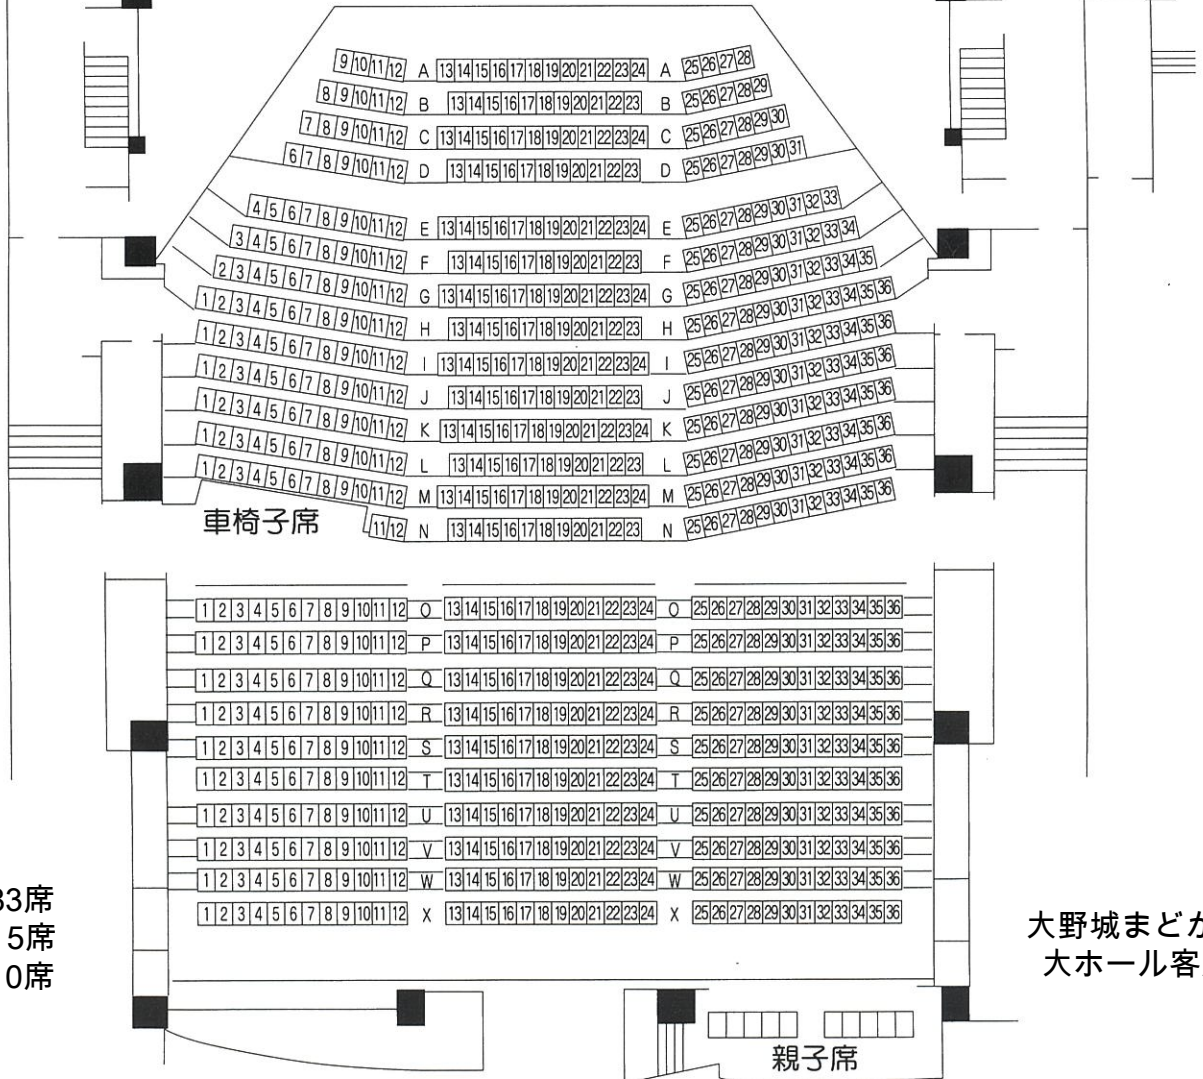 9 10 11 12 A 13 14 15 16 17 18 19 20 21 22 23 24 A 25 26 27 28
8 9 10 11 12 B 13 14 15 16 17 18 19 20 21 22 23 B 25 26 27 28 29
7 8 9 10 11 12 C 13 14 15 16 17 18 19 20 21 22 23 24 C 25 26 27 28 29 30
6 7 8 9 10 11 12 D 13 14 15 16 17 18 19 20 21 22 23 D 25 26 27 28 29 30 31
4 5 6 7 8 9 10 11 12 E 13 14 15 16 17 18 19 20 21 22 23 24 E 25 26 27 28 29 30 31 32 33
3 4 5 6 7 8 9 10 11 12 F 13 14 15 16 17 18 19 20 21 22 23 F 25 26 27 28 29 30 31 32 33 34
2 3 4 5 6 7 8 9 10 11 12 G 13 14 15 16 17 18 19 20 21 22 23 24 G 25 26 27 28 29 30 31 32 33 34 35
1 2 3 4 5 6 7 8 9 10 11 12 H 13 14 15 16 17 18 19 20 21 22 23 H 25 26 27 28 29 30 31 32 33 34 35 36
1 2 3 4 5 6 7 8 9 10 11 12 I 13 14 15 16 17 18 19 20 21 22 23 24 I 25 26 27 28 29 30 31 32 33 34 35 36
1 2 3 4 5 6 7 8 9 10 11 12 J 13 14 15 16 17 18 19 20 21 22 23 J 25 26 27 28 29 30 31 32 33 34 35 36
1 2 3 4 5 6 7 8 9 10 11 12 K 13 14 15 16 17 18 19 20 21 22 23 24 K 25 26 27 28 29 30 31 32 33 34 35 36
1 2 3 4 5 6 7 8 9 10 11 12 L 13 14 15 16 17 18 19 20 21 22 23 L 25 26 27 28 29 30 31 32 33 34 35 36
1 2 3 4 5 6 7 8 9 10 11 12 M 13 14 15 16 17 18 19 20 21 22 23 24 M 25 26 27 28 29 30 31 32 33 34 35 36
車椅子席
11 12 N 13 14 15 16 17 18 19 20 21 22 23 N 25 26 27 28 29 30 31 32 33 34 35 36
1 2 3 4 5 6 7 8 9 10 11 12 O 13 14 15 16 17 18 19 20 21 22 23 24 O 25 26 27 28 29 30 31 32 33 34 35 36
1 2 3 4 5 6 7 8 9 10 11 12 P 13 14 15 16 17 18 19 20 21 22 23 24 P 25 26 27 28 29 30 31 32 33 34 35 36
1 2 3 4 5 6 7 8 9 10 11 12 Q 13 14 15 16 17 18 19 20 21 22 23 24 Q 25 26 27 28 29 30 31 32 33 34 35 36
1 2 3 4 5 6 7 8 9 10 11 12 R 13 14 15 16 17 18 19 20 21 22 23 24 R 25 26 27 28 29 30 31 32 33 34 35 36
1 2 3 4 5 6 7 8 9 10 11 12 S 13 14 15 16 17 18 19 20 21 22 23 24 S 25 26 27 28 29 30 31 32 33 34 35 36
1 2 3 4 5 6 7 8 9 10 11 12 T 13 14 15 16 17 18 19 20 21 22 23 24 T 25 26 27 28 29 30 31 32 33 34 35 36
1 2 3 4 5 6 7 8 9 10 11 12 U 13 14 15 16 17 18 19 20 21 22 23 24 U 25 26 27 28 29 30 31 32 33 34 35 36
1 2 3 4 5 6 7 8 9 10 11 12 V 13 14 15 16 17 18 19 20 21 22 23 24 V 25 26 27 28 29 30 31 32 33 34 35 36
1 2 3 4 5 6 7 8 9 10 11 12 W 13 14 15 16 17 18 19 20 21 22 23 24 W 25 26 27 28 29 30 31 32 33 34 35 36
1 2 3 4 5 6 7 8 9 10 11 12 X 13 14 15 16 17 18 19 20 21 22 23 24 X 25 26 27 28 29 30 31 32 33 34 35 36
33席
5席
0席
大野城まどか
大ホール客
親子席